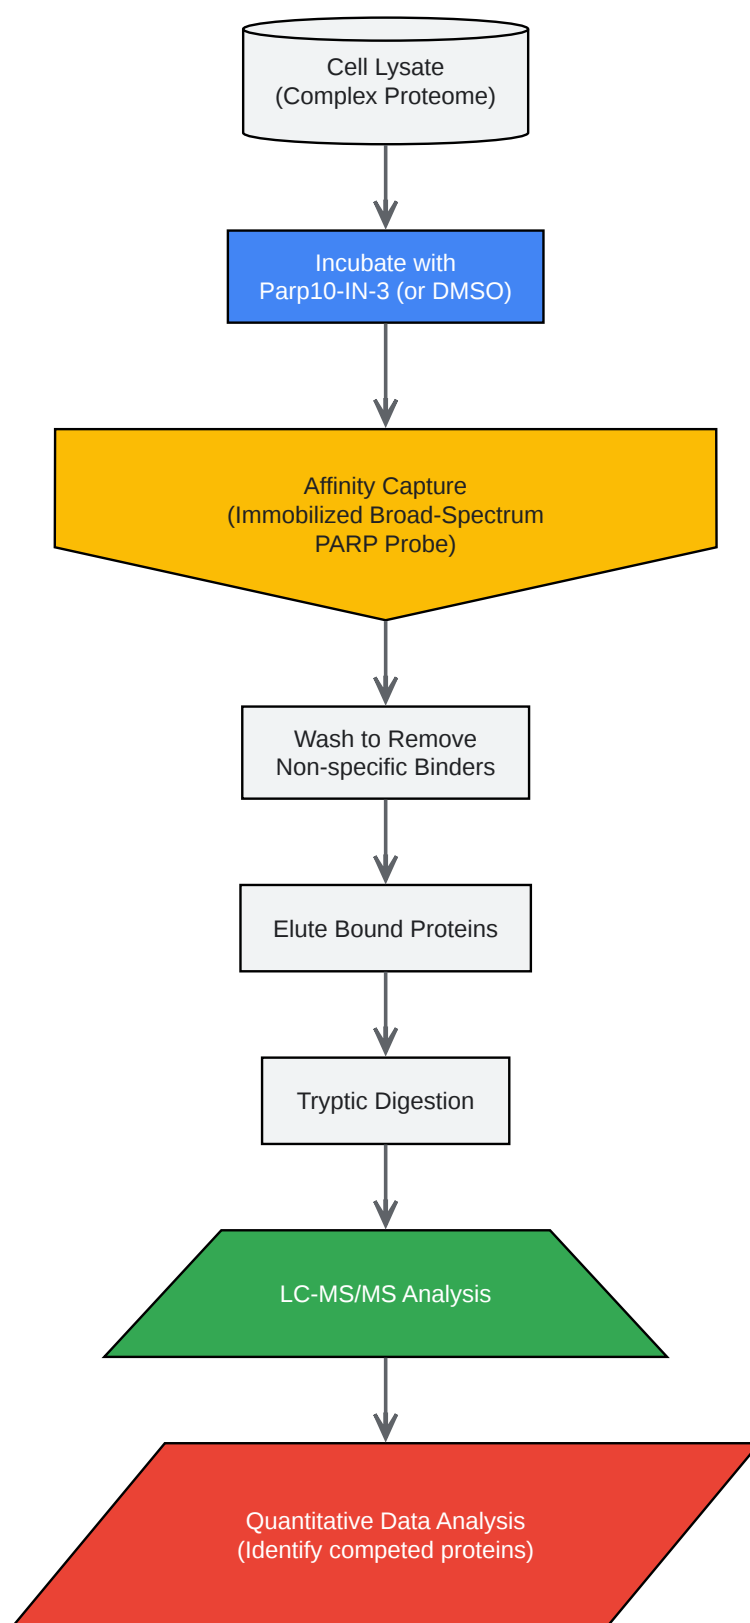 Cell Lysate
(Complex Proteome)
Incubate with
Parp10-IN-3 (or DMSO)
Affinity Capture
(Immobilized Broad-Spectrum
PARP Probe)
Wash to Remove
Non-specific Binders
Elute Bound Proteins
Tryptic Digestion
LC-MS/MS Analysis
Quantitative Data Analysis
(Identify competed proteins)